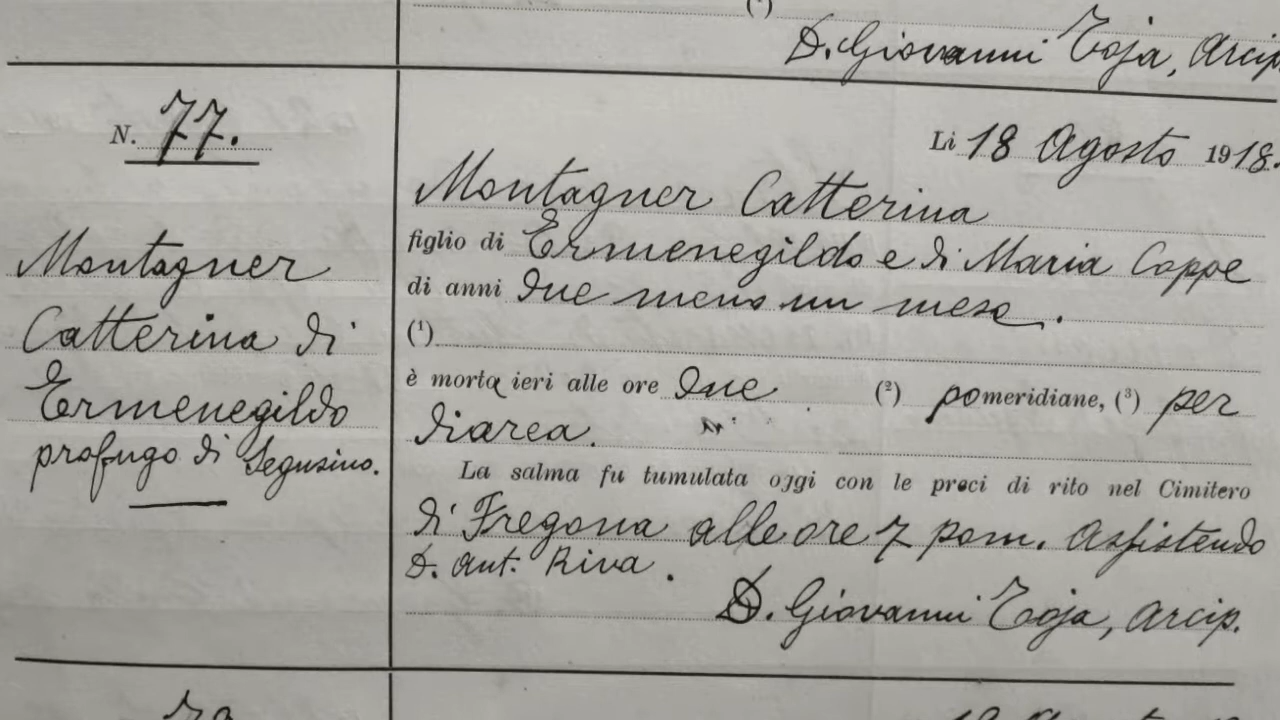 (¹)
D. Giovanni Toja, Arcip.
N. 77.
Montagner
Catterina di
Ermenegildo
profugo di Segusino.
Li 18 Agosto 1918.
Montagner Catterina
figlio di Ermenegildo e di Maria Coppe
di anni due meno un mese.
(¹)
è morta ieri alle ore due (²) pomeridiane, (³) per
diarea.
La salma fu tumulata oggi con le preci di rito nel Cimitero
di Fregona alle ore 7 pom. Assistendo
D. Ant. Riva.
D. Giovanni Toja, Arcip.